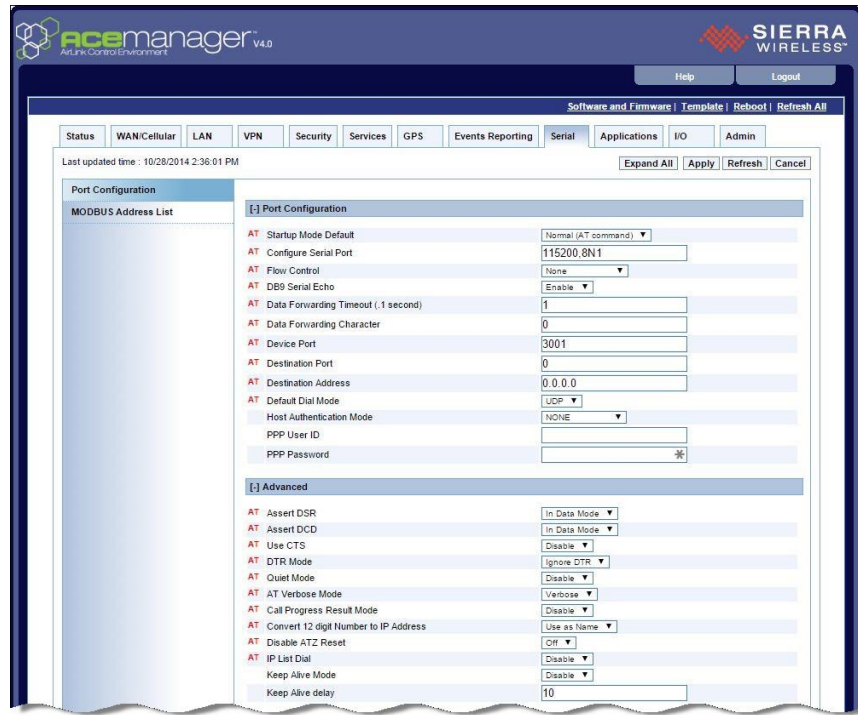 acemanager™ V4.0
AirLink Control Environment
SIERRA
WIRELESS™
Help Logout
Software and Firmware | Template | Reboot | Refresh All
Status WAN/Cellular LAN VPN Security Services GPS Events Reporting Serial Applications I/O Admin
Last updated time : 10/28/2014 2:36:01 PM Expand All Apply Refresh Cancel
Port Configuration
MODBUS Address List
[-] Port Configuration
AT Startup Mode Default Normal (AT command)
AT Configure Serial Port 115200,8N1
AT Flow Control None
AT DB9 Serial Echo Enable
AT Data Forwarding Timeout (.1 second) 1
AT Data Forwarding Character 0
AT Device Port 3001
AT Destination Port 0
AT Destination Address 0.0.0.0
AT Default Dial Mode UDP
Host Authentication Mode NONE
PPP User ID
PPP Password
[-] Advanced
AT Assert DSR In Data Mode
AT Assert DCD In Data Mode
AT Use CTS Disable
AT DTR Mode Ignore DTR
AT Quiet Mode Disable
AT AT Verbose Mode Verbose
AT Call Progress Result Mode Disable
AT Convert 12 digit Number to IP Address Use as Name
AT Disable ATZ Reset Off
AT IP List Dial Disable
Keep Alive Mode Disable
Keep Alive delay 10